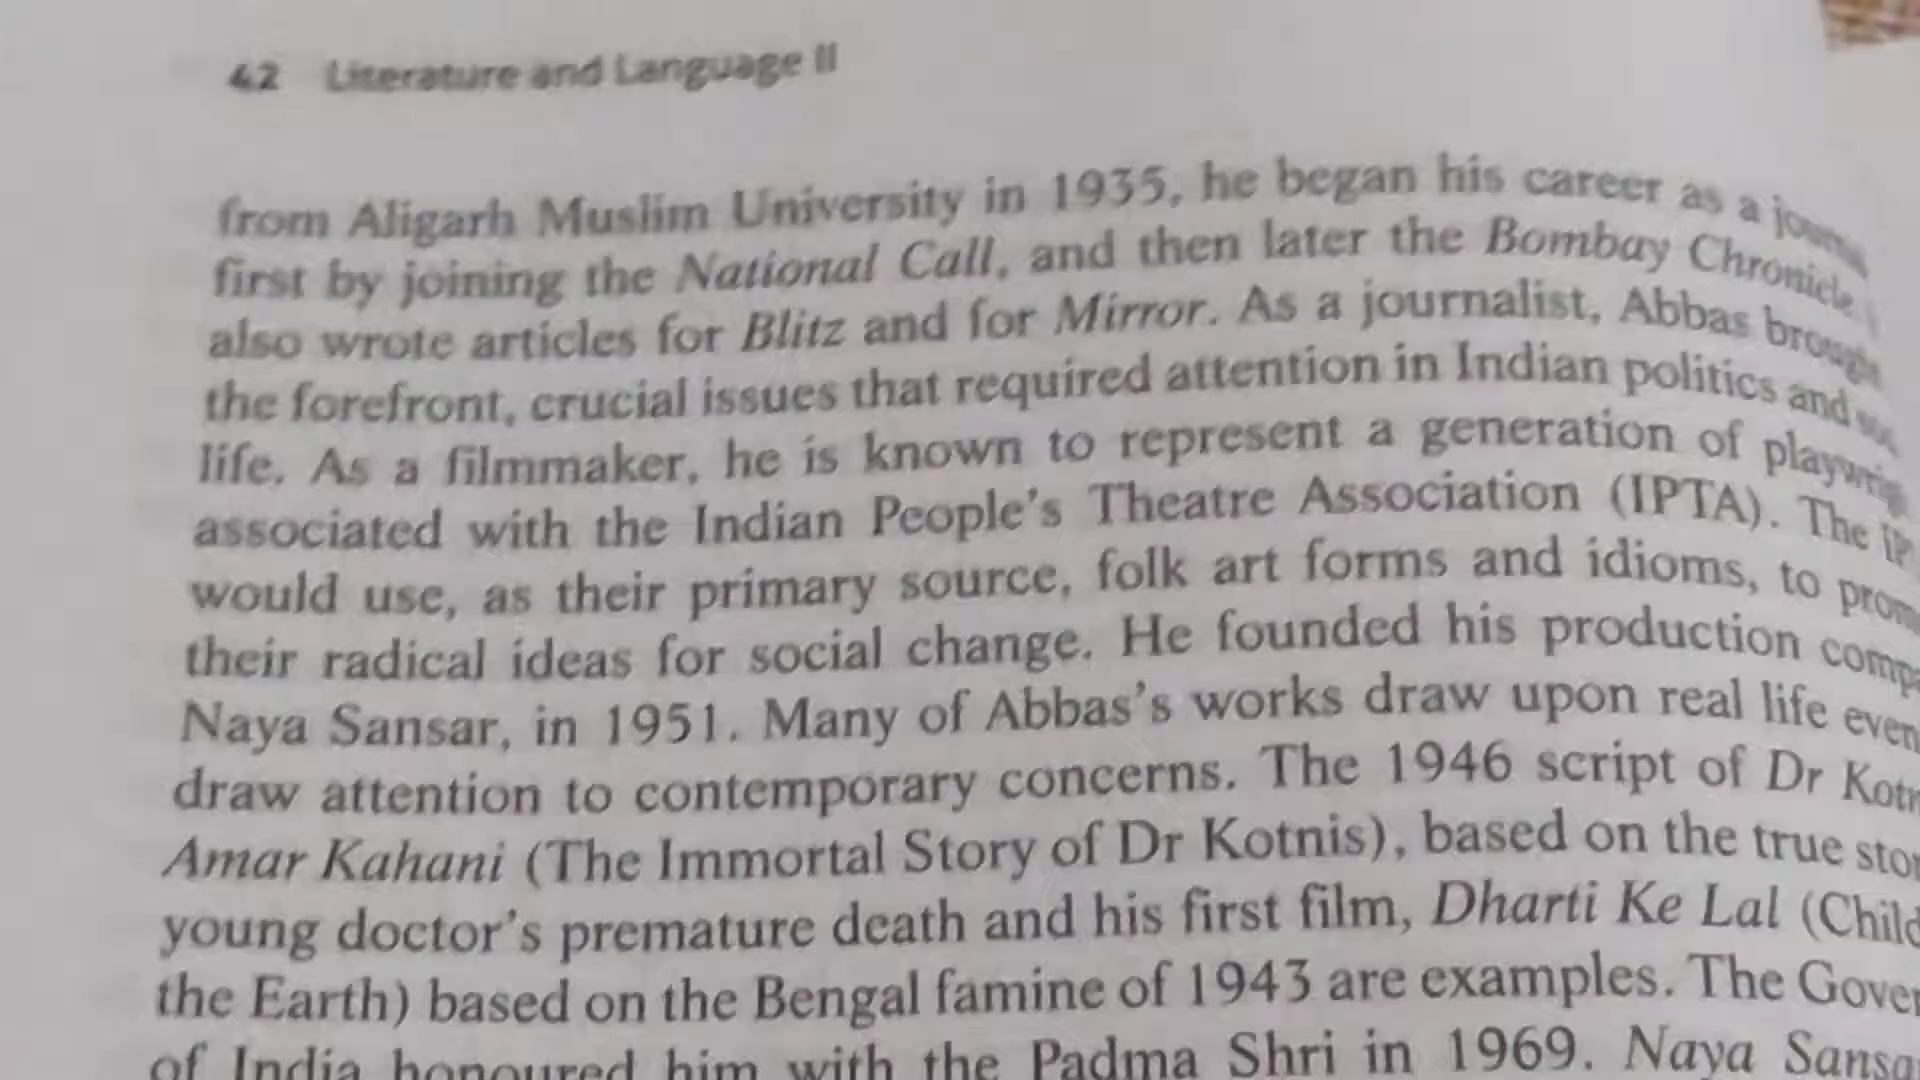 42 Literature and Language II
from Aligarh Muslim University in 1935, he began his career as a
first by joining the National Call, and then later the Bombay Chronicle
also wrote articles for Blitz and for Mirror. As a journalist, Abbas
the forefront, crucial issues that required attention in Indian politics and
life. As a filmmaker, he is known to represent a generation of
associated with the Indian People's Theatre Association (IPTA). The
would use, as their primary source, folk art forms and idioms, to
their radical ideas for social change. He founded his production
Naya Sansar, in 1951. Many of Abbas's works draw upon real life
draw attention to contemporary concerns. The 1946 script of Dr
Amar Kahani (The Immortal Story of Dr Kotnis), based on the true
young doctor's premature death and his first film, Dharti Ke Lal
the Earth) based on the Bengal famine of 1943 are examples. The
of India honoured him with the Padma Shri in 1969. Naya